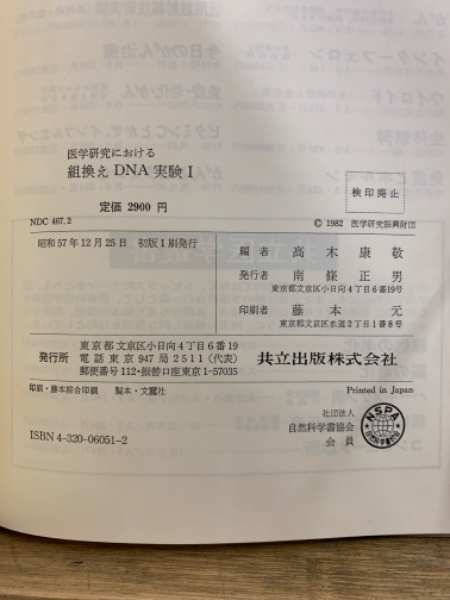 医学研究における
組換え DNA 実験 I
定価 2900 円
検印廃止
NDC 467.2
© 1982 医学研究振興財団
昭和57年12月25日 初版1刷発行
編者 高木康敬
発行者 南條正男
東京都文京区小日向4丁目6番19号
印刷者 藤本元
東京都文京区水道2丁目1番8号
発行所
東京都文京区小日向4丁目6番19
電話 東京 947局 2511 (代表)
郵便番号112・振替口座東京1-57035
共立出版株式会社
印刷・藤本綜合印刷 製本・文麗社
Printed in Japan
ISBN 4-320-06051-2
社団法人
自然科学書協会
会員
NSPA